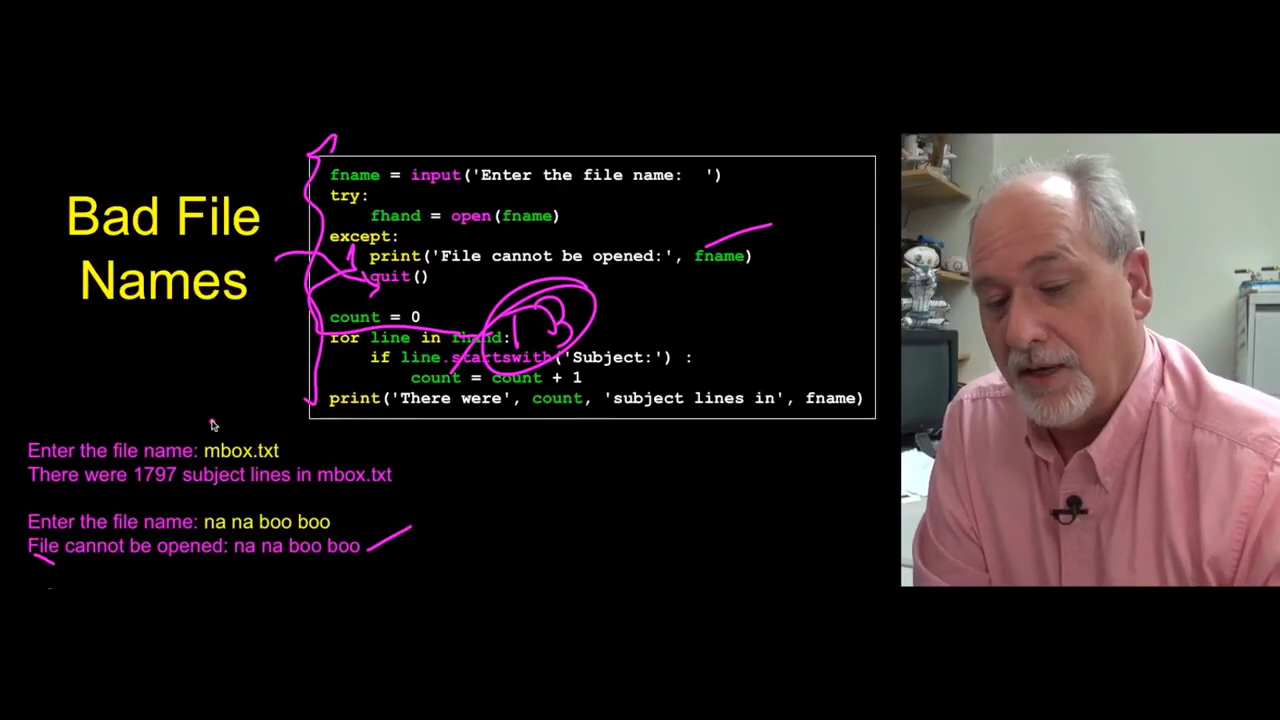 Bad File
Names
fname = input('Enter the file name:  ')
try:
    fhand = open(fname)
except:
    print('File cannot be opened:', fname)
    quit()
count = 0
for line in fhand:
    if line.startswith('Subject:') :
        count = count + 1
print('There were', count, 'subject lines in', fname)
Enter the file name: mbox.txt
There were 1797 subject lines in mbox.txt
Enter the file name: na na boo boo
File cannot be opened: na na boo boo